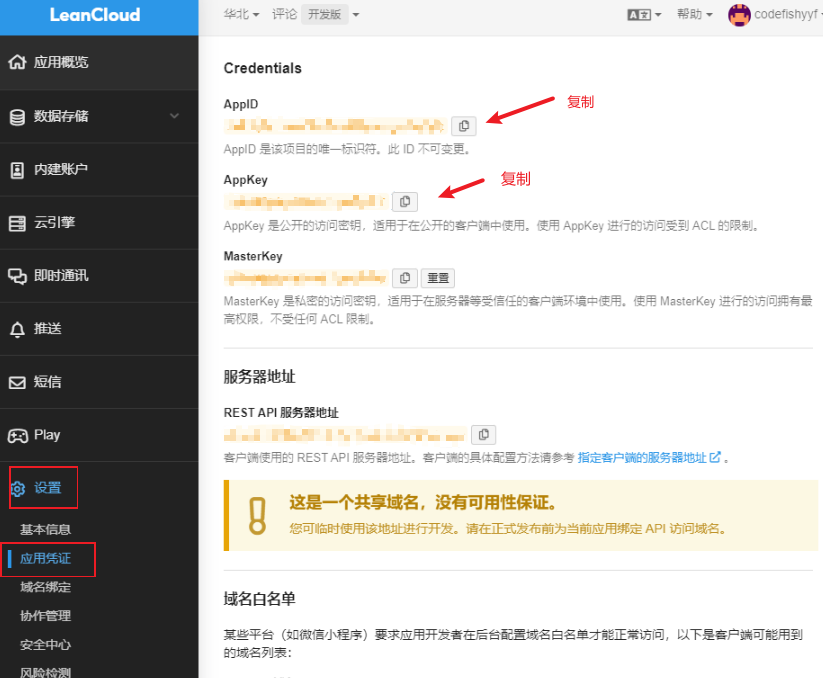 LeanCloud
华北 评论 开发版 帮助 codefishyyf
应用概览
数据存储
内建账户
云引擎
即时通讯
推送
短信
Play
设置
基本信息
应用凭证
域名绑定
协作管理
安全中心
风险检测
Credentials
AppID
复制
AppID 是该项目的唯一标识符。此 ID 不可变更。
AppKey
复制
AppKey 是公开的访问密钥，适用于在公开的客户端中使用。使用 AppKey 进行的访问受到 ACL 的限制。
MasterKey
重置
MasterKey 是私密的访问密钥，适用于在服务器等受信任的客户端环境中使用。使用 MasterKey 进行的访问拥有最
高权限，不受任何 ACL 限制。
服务器地址
REST API 服务器地址
客户端使用的 REST API 服务器地址。客户端的具体配置方法请参考 指定客户端的服务器地址 。
这是一个共享域名，没有可用性保证。
您可临时使用该地址进行开发。请在正式发布前为当前应用绑定 API 访问域名。
域名白名单
某些平台（如微信小程序）要求应用开发者在后台配置域名白名单才能正常访问，以下是客户端可能用到
的域名列表：